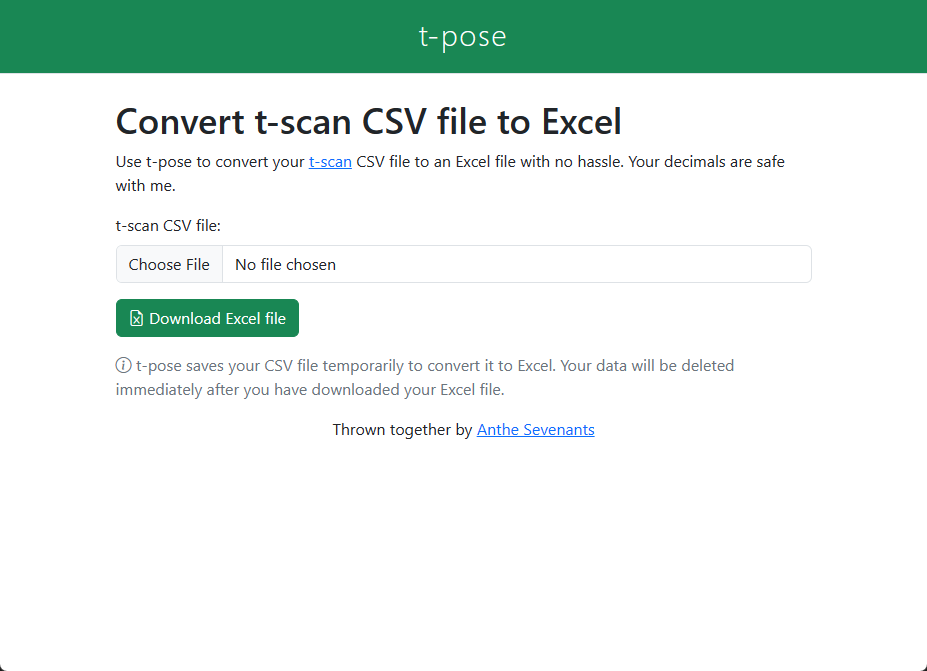 t-pose
Convert t-scan CSV file to Excel
Use t-pose to convert your t-scan CSV file to an Excel file with no hassle. Your decimals are safe
with me.
t-scan CSV file:
Choose File No file chosen
Download Excel file
t-pose saves your CSV file temporarily to convert it to Excel. Your data will be deleted
immediately after you have downloaded your Excel file.
Thrown together by Anthe Sevenants